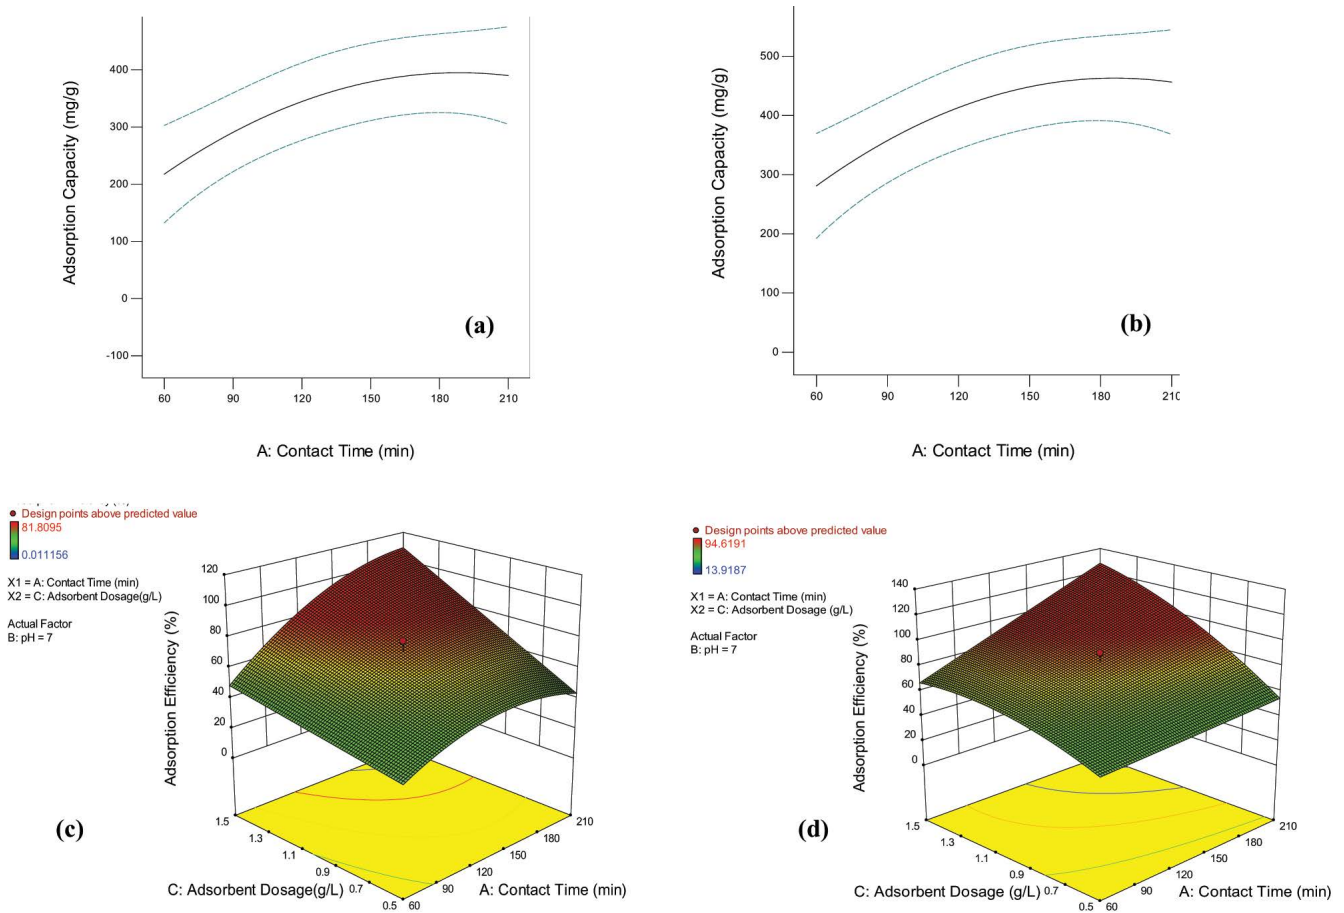 400
300
200
100
0
-100
Adsorption Capacity (mg/g)
(a)
60 90 120 150 180 210
A: Contact Time (min)
500
400
300
200
100
0
Adsorption Capacity (mg/g)
(b)
60 90 120 150 180 210
A: Contact Time (min)
Design points above predicted value
81.8095
0.011156
X1 = A: Contact Time (min)
X2 = C: Adsorbent Dosage(g/L)
Actual Factor
B: pH = 7
120
100
80
60
40
20
0
Adsorption Efficiency (%)
1.5
1.3
1.1
0.9
0.7
0.5
60
90
120
150
180
210
C: Adsorbent Dosage(g/L)
A: Contact Time (min)
(c)
Design points above predicted value
94.6191
13.9187
X1 = A: Contact Time (min)
X2 = C: Adsorbent Dosage (g/L)
Actual Factor
B: pH = 7
140
120
100
80
60
40
20
0
Adsorption Efficiency (%)
1.5
1.3
1.1
0.9
0.7
0.5
60
90
120
150
180
210
C: Adsorbent Dosage (g/L)
A: Contact Time (min)
(d)